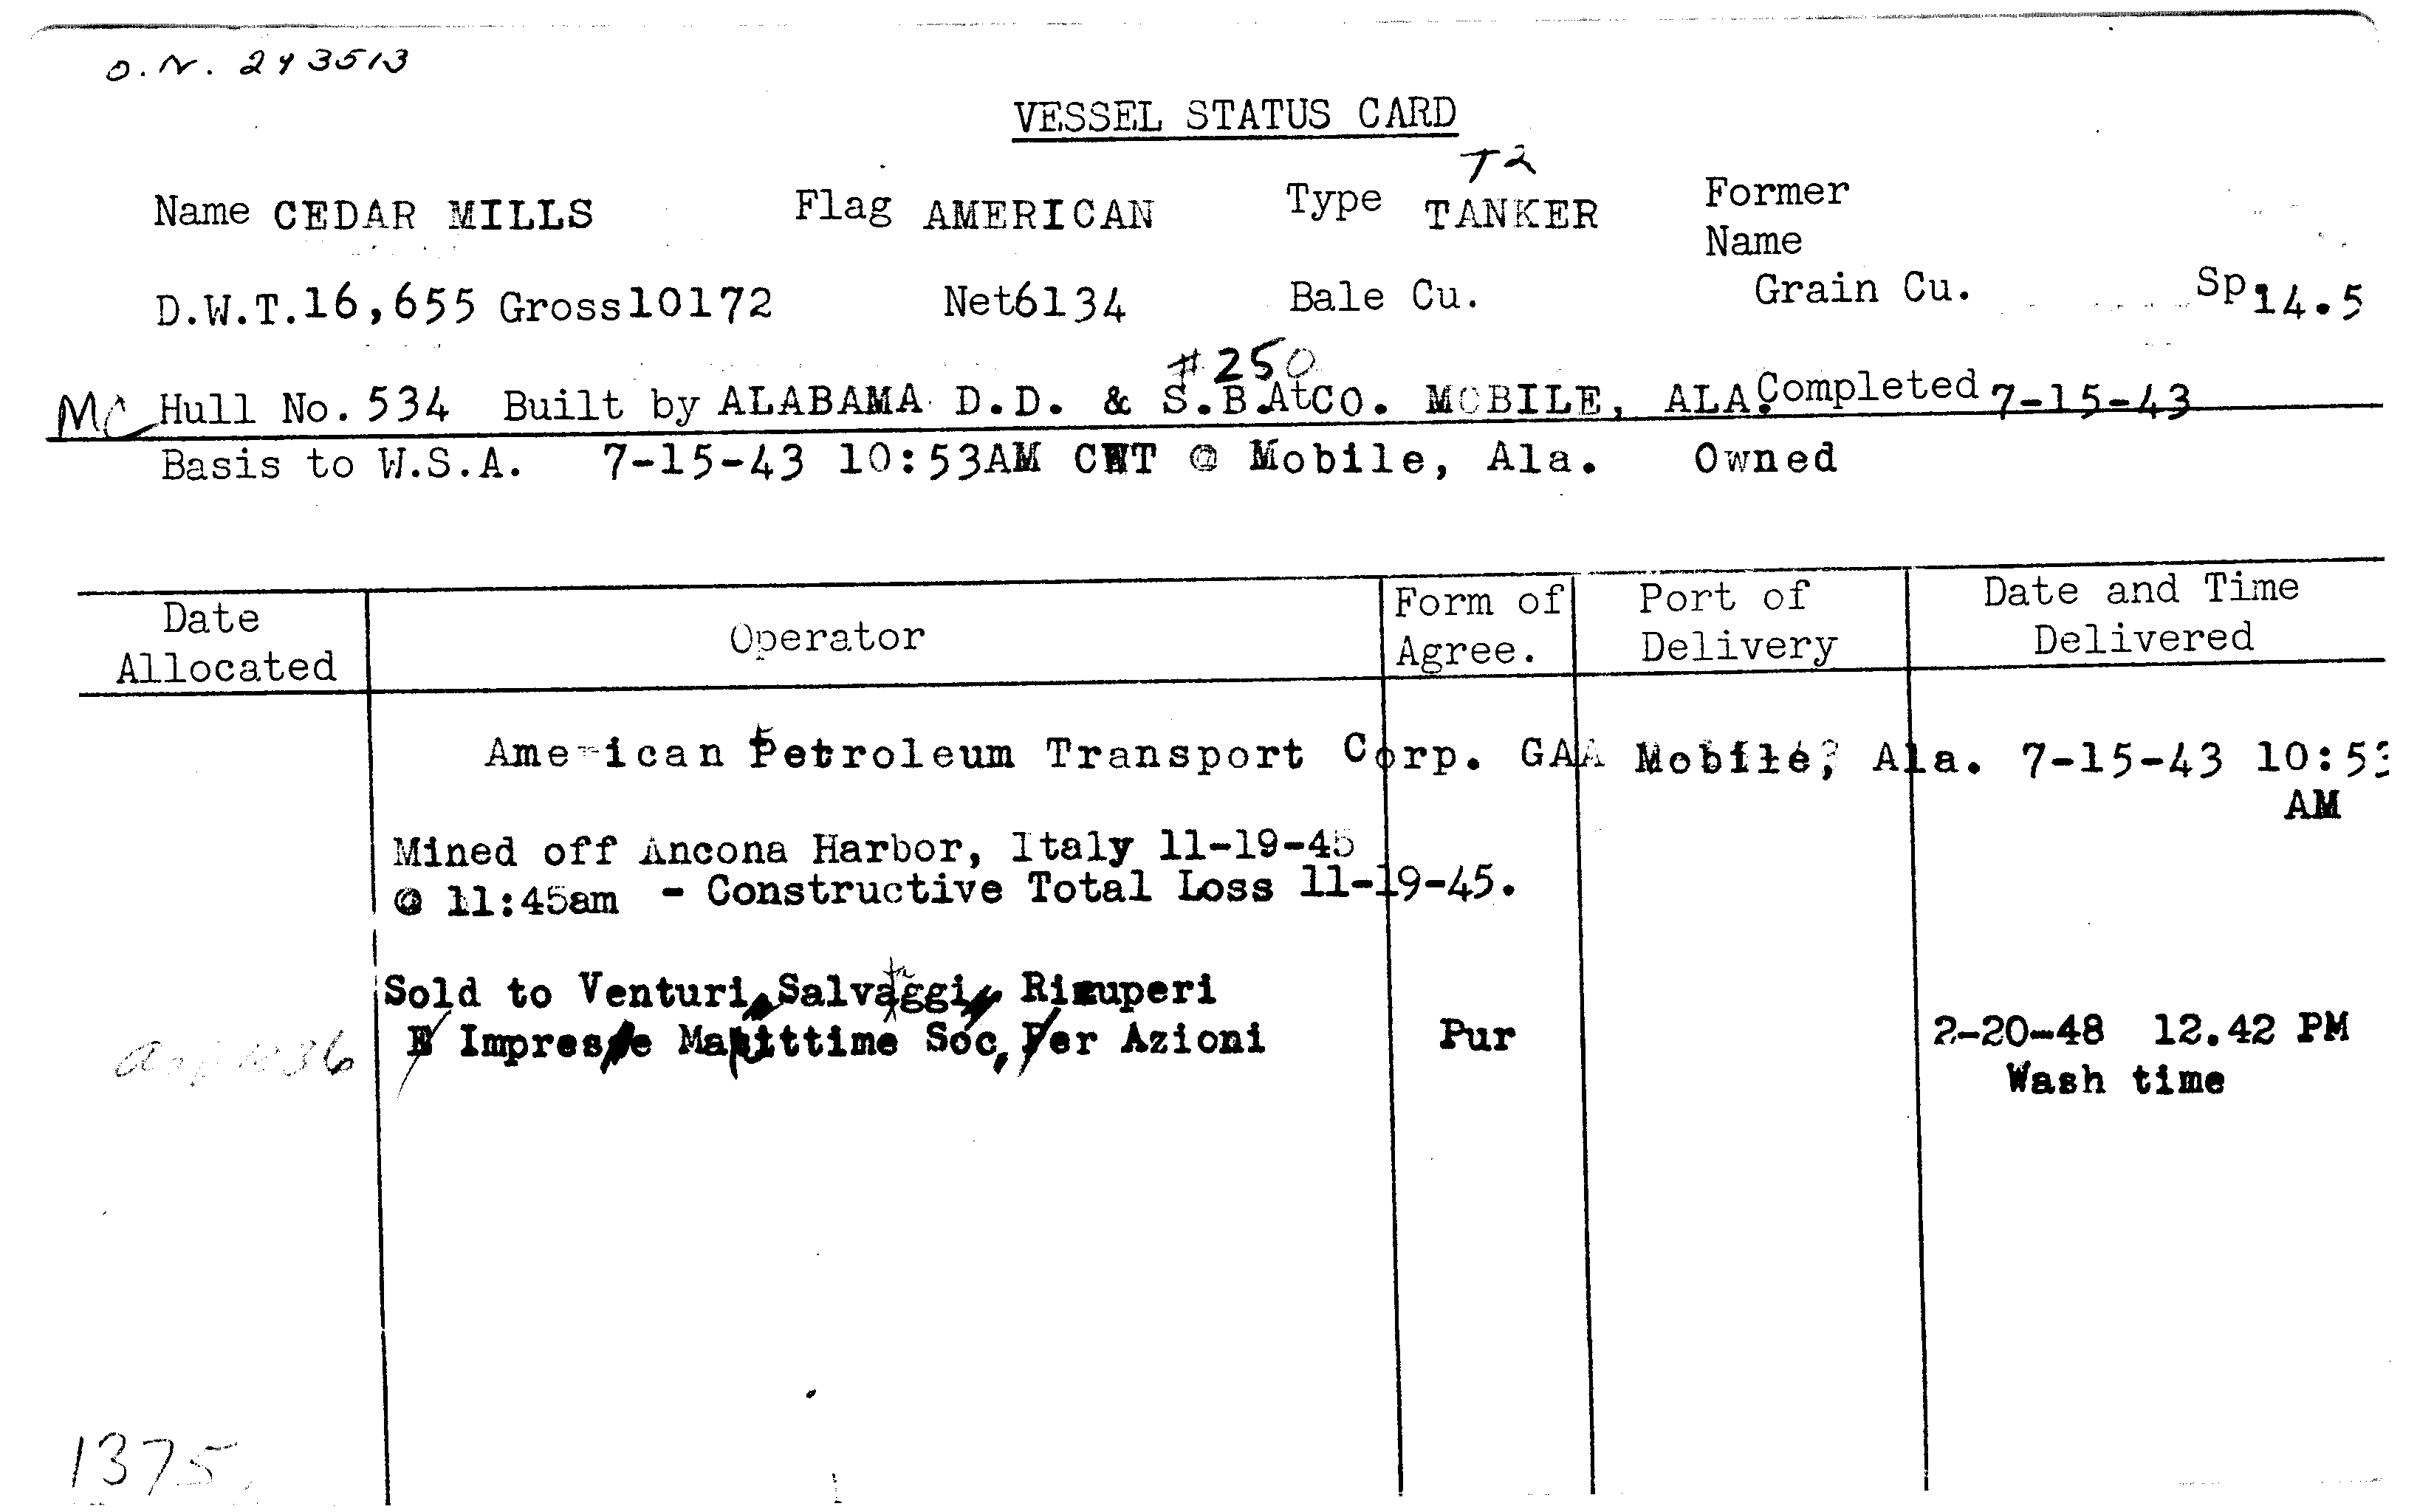 O.N. 243513
VESSEL STATUS CARD
T2
Name CEDAR MILLS Flag AMERICAN Type TANKER Former Name
D.W.T. 16,655 Gross 10172 Net 6134 Bale Cu. Grain Cu. Sp. 14.5
#250
MC Hull No. 534 Built by ALABAMA D.D. & S.B. CO. At MOBILE, ALA. Completed 7-15-43
Basis to W.S.A. 7-15-43 10:53AM CWT @ Mobile, Ala. Owned
Date Allocated Operator Form of Agree. Port of Delivery Date and Time Delivered
American Petroleum Transport Corp. GAA Mobile, Ala. 7-15-43 10:53
AM
Mined off Ancona Harbor, Italy 11-19-45
@ 11:45am - Constructive Total Loss 11-19-45.
Sold to Venturi Salvaggi Ricuperi
E Imprese Marittime Soc. Per Azioni Pur 2-20-48 12.42 PM
Wash time
1375